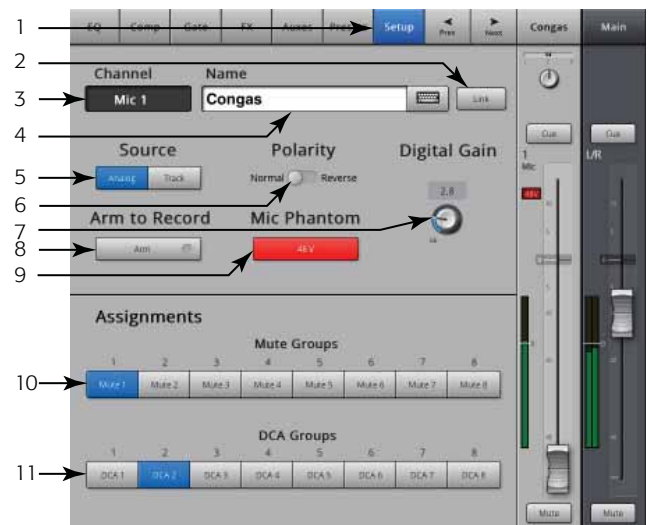 1
EQ Comp Gate FX Auxes Presets Setup Prev Next Congas Main
2
Channel Name
3
Mic 1 Congas Link
4
Cue Cue
Source Polarity Digital Gain
1 L/R
Mic
5
Analog Track Normal Reverse
6
2.8
48V
Arm to Record Mic Phantom
7
dB
8
Arm 48V
9
Assignments
Mute Groups
1 2 3 4 5 6 7 8
10
Mute 1 Mute 2 Mute 3 Mute 4 Mute 5 Mute 6 Mute 7 Mute 8
DCA Groups
1 2 3 4 5 6 7 8
11
DCA 1 DCA 2 DCA 3 DCA 4 DCA 5 DCA 6 DCA 7 DCA 8
Mute Mute